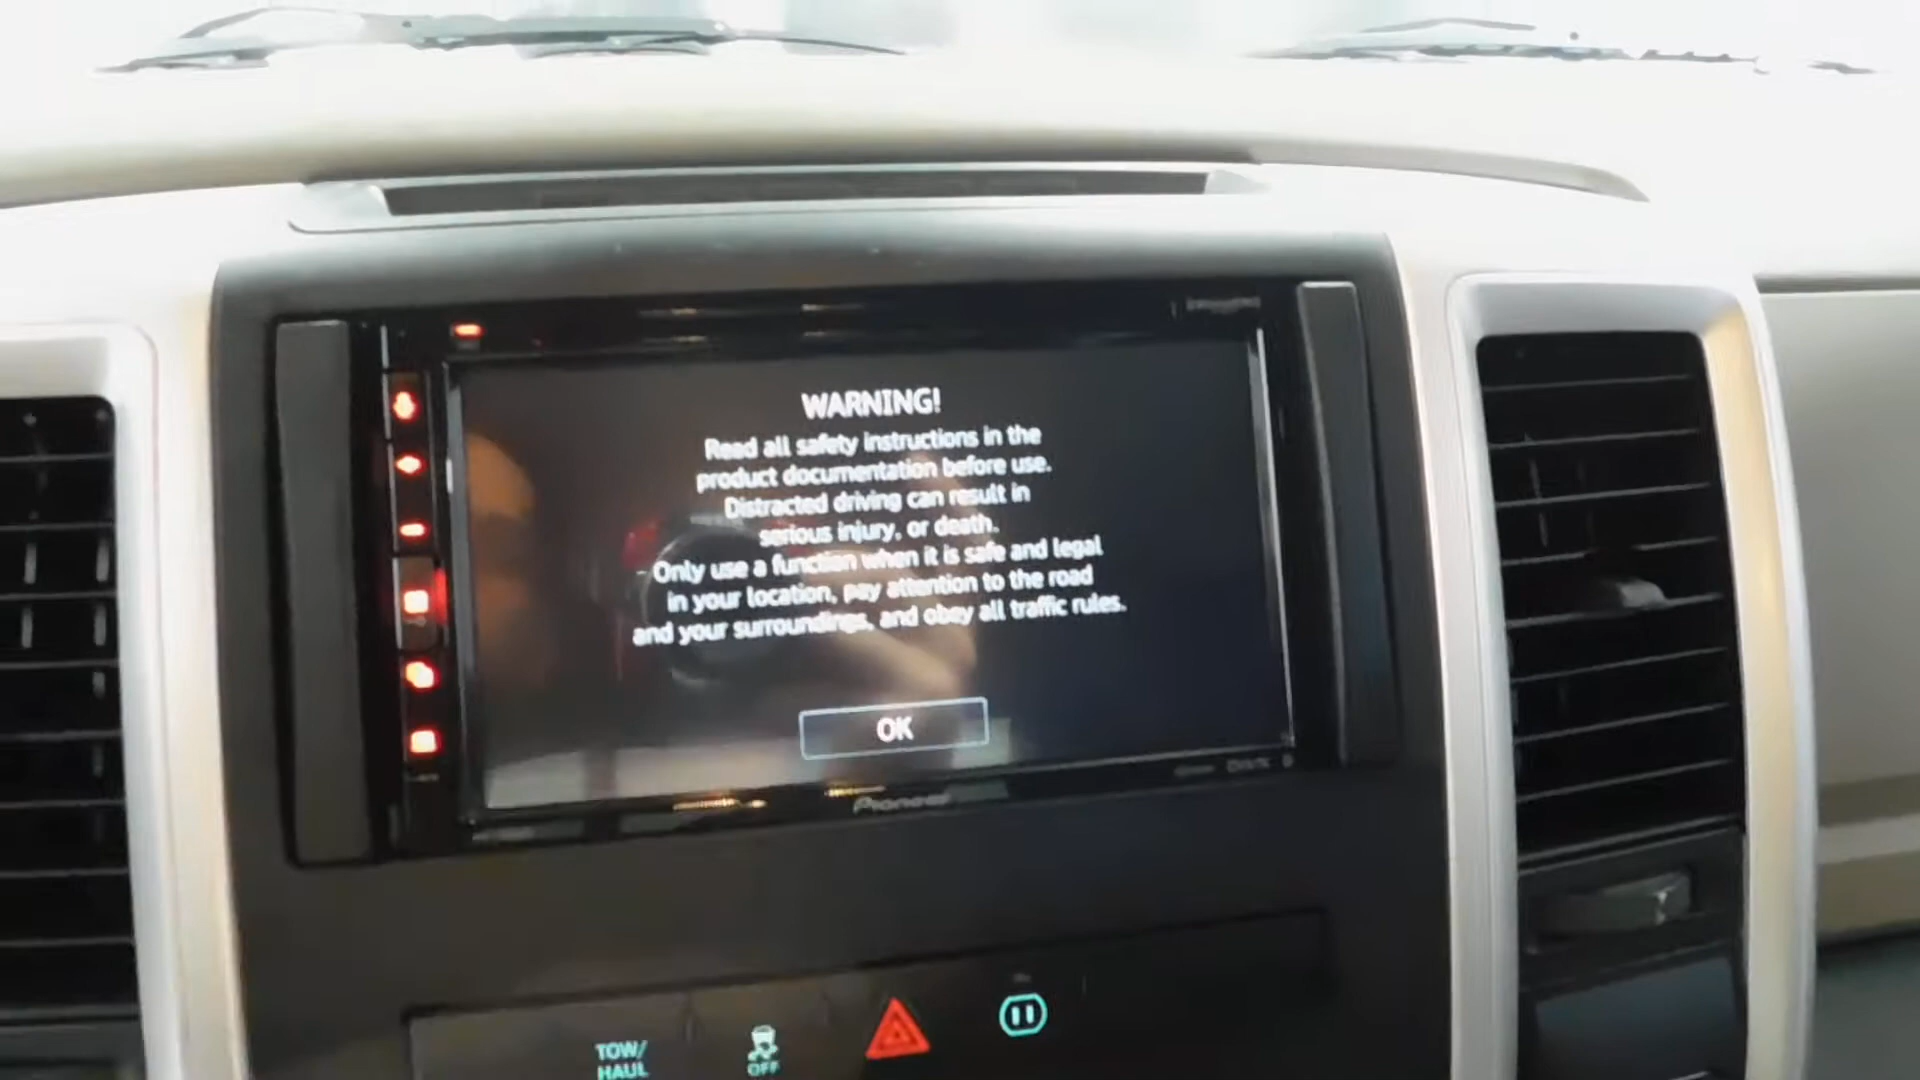 WARNING!
Read all safety instructions in the
product documentation before use.
Distracted driving can result in
serious injury, or death.
Only use a function when it is safe and legal
in your location, pay attention to the road
and your surroundings, and obey all traffic rules.
OK
Pioneer
TOW/
HAUL
OFF